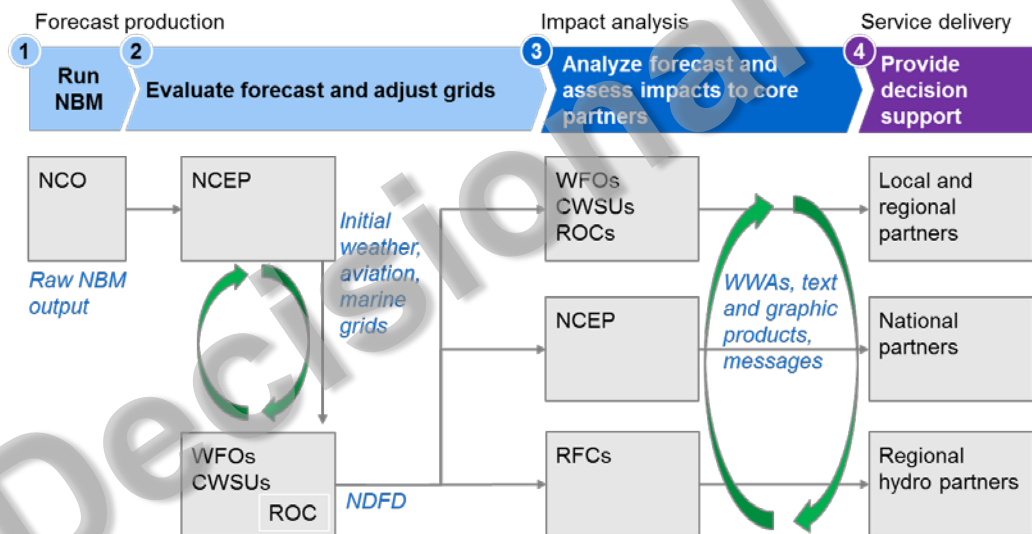 Forecast production
Impact analysis
Service delivery
1
2
3
4
Run
NBM
Evaluate forecast and adjust grids
Analyze forecast and
assess impacts to core
partners
Provide
decision
support
NCO
NCEP
WFOs
CWSUs
ROCs
Local and
regional
partners
Raw NBM
output
Initial
weather,
aviation,
marine
grids
WWAs, text
and graphic
products,
messages
NCEP
National
partners
WFOs
CWSUs
ROC
NDFD
RFCs
Regional
hydro partners
Decisional